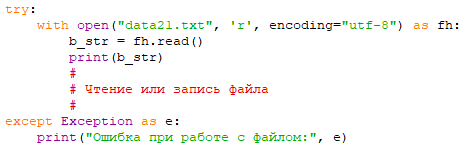 try:
    with open("data21.txt", 'r', encoding="utf-8") as fh:
        b_str = fh.read()
        print(b_str)
        #
        # Чтение или запись файла
        #
except Exception as e:
    print("Ошибка при работе с файлом:", e)